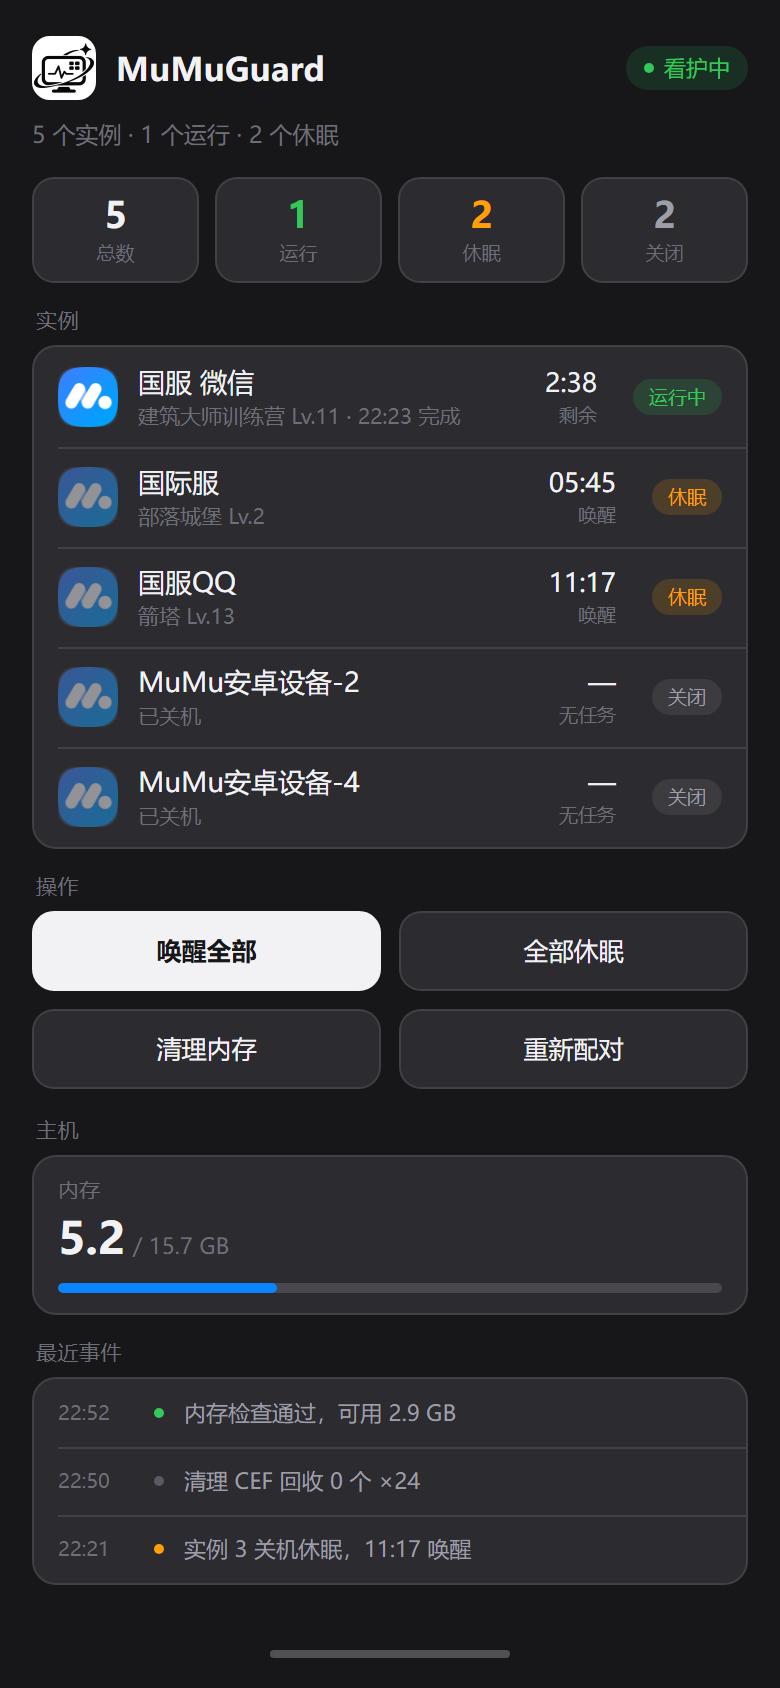 MuMuGuard
看护中
5 个实例 · 1 个运行 · 2 个休眠
5
总数
1
运行
2
休眠
2
关闭
实例
国服 微信
建筑大师训练营 Lv.11 · 22:23 完成
2:38
剩余
运行中
国际服
部落城堡 Lv.2
05:45
唤醒
休眠
国服QQ
箭塔 Lv.13
11:17
唤醒
休眠
MuMu安卓设备-2
已关机
—
无任务
关闭
MuMu安卓设备-4
已关机
—
无任务
关闭
操作
唤醒全部
全部休眠
清理内存
重新配对
主机
内存
5.2 / 15.7 GB
最近事件
22:52 内存检查通过，可用 2.9 GB
22:50 清理 CEF 回收 0 个 ×24
22:21 实例 3 关机休眠，11:17 唤醒